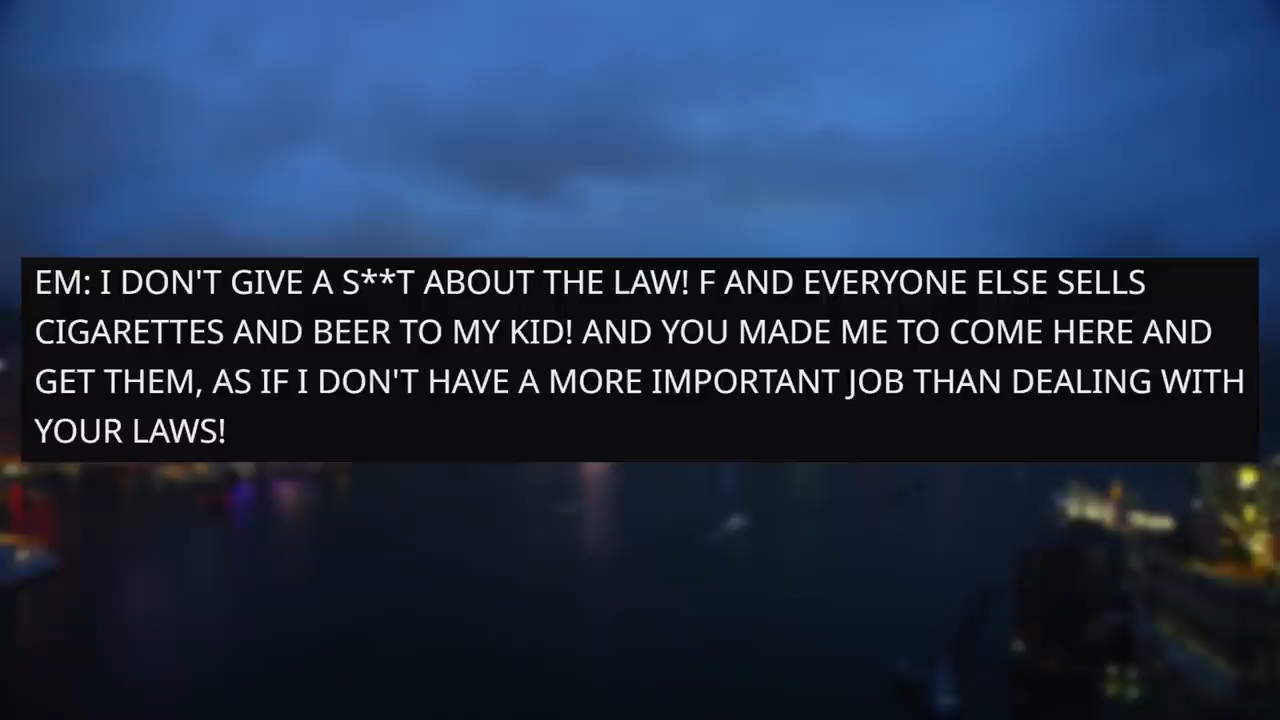 EM: I DON'T GIVE A S**T ABOUT THE LAW! F AND EVERYONE ELSE SELLS
CIGARETTES AND BEER TO MY KID! AND YOU MADE ME TO COME HERE AND
GET THEM, AS IF I DON'T HAVE A MORE IMPORTANT JOB THAN DEALING WITH
YOUR LAWS!